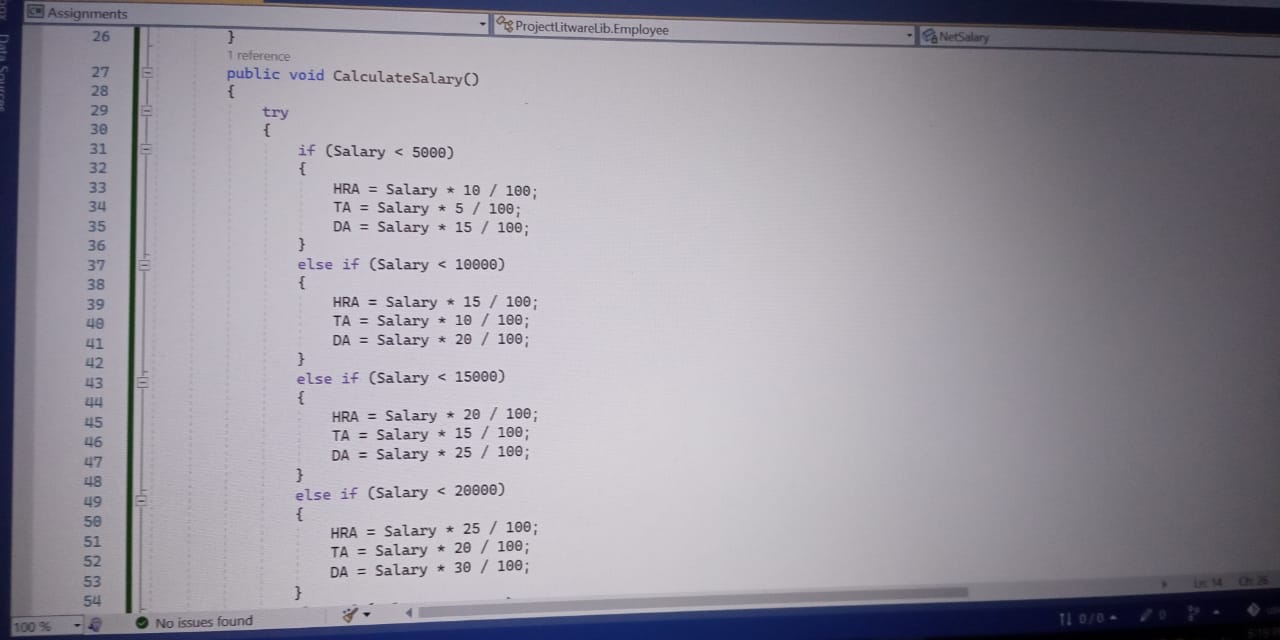 Assignments
ProjectLitwareLib.Employee
NetSalary
Data Sources
26 }
1 reference
27 public void CalculateSalary()
28 {
29 try
30 {
31 if (Salary < 5000)
32 {
33 HRA = Salary * 10 / 100;
34 TA = Salary * 5 / 100;
35 DA = Salary * 15 / 100;
36 }
37 else if (Salary < 10000)
38 {
39 HRA = Salary * 15 / 100;
40 TA = Salary * 10 / 100;
41 DA = Salary * 20 / 100;
42 }
43 else if (Salary < 15000)
44 {
45 HRA = Salary * 20 / 100;
46 TA = Salary * 15 / 100;
47 DA = Salary * 25 / 100;
48 }
49 else if (Salary < 20000)
50 {
51 HRA = Salary * 25 / 100;
52 TA = Salary * 20 / 100;
53 DA = Salary * 30 / 100;
54 }
Ln: 14 Ch: 26
100 %
No issues found
0 / 0
0